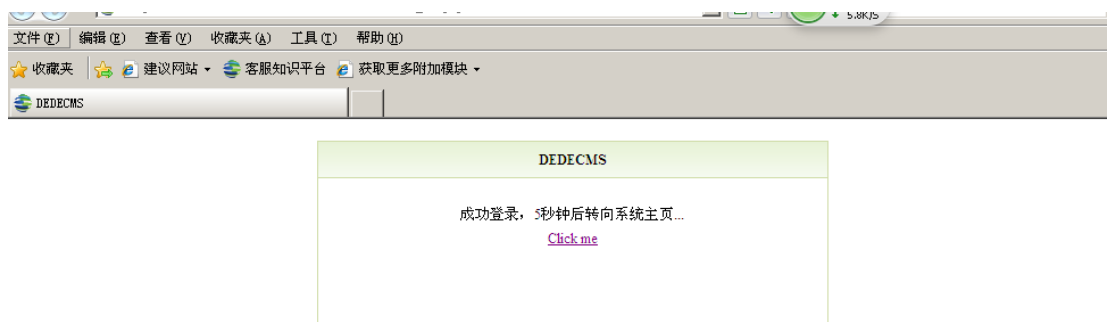 5.8K/S
文件(F) 编辑(E) 查看(V) 收藏夹(A) 工具(T) 帮助(H)
收藏夹 建议网站 客服知识平台 获取更多附加模块
DEDECMS
DEDECMS
成功登录，5秒钟后转向系统主页...
Click me